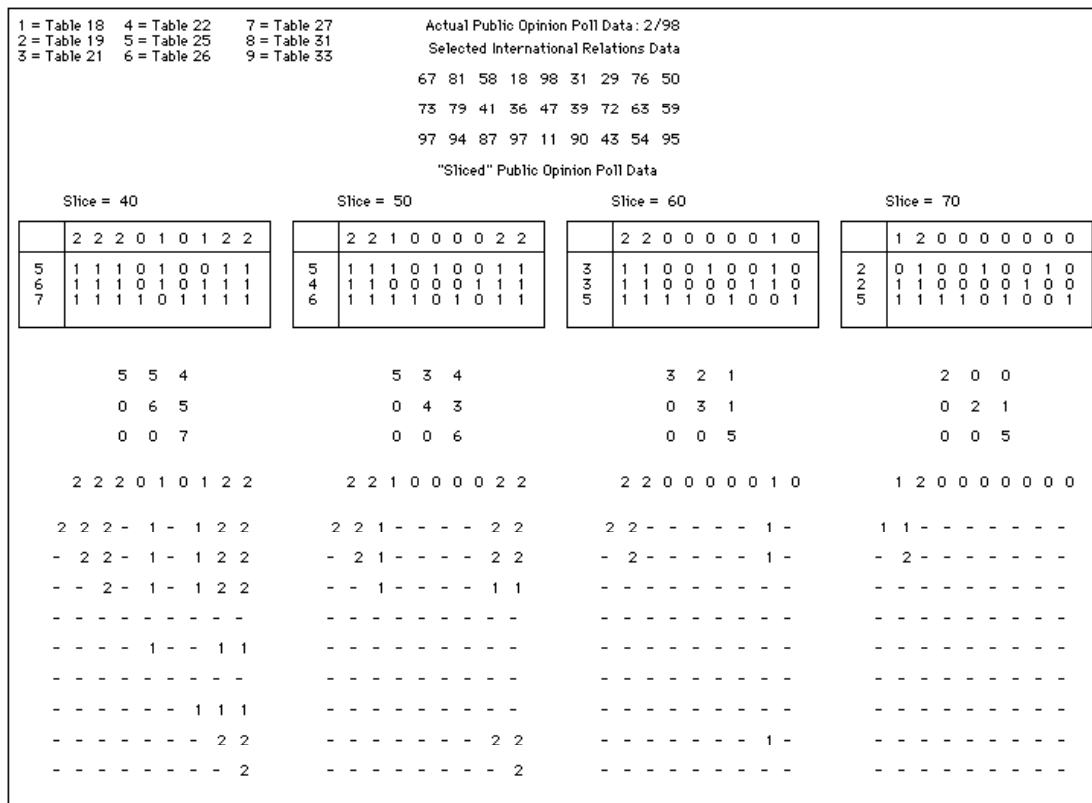 1 = Table 18 4 = Table 22 7 = Table 27
2 = Table 19 5 = Table 25 8 = Table 31
3 = Table 21 6 = Table 26 9 = Table 33
Actual Public Opinion Poll Data: 2/98
Selected International Relations Data
67 81 58 18 98 31 29 76 50
73 79 41 36 47 39 72 63 59
97 94 87 97 11 90 43 54 95
"Sliced" Public Opinion Poll Data
Slice = 40 Slice = 50 Slice = 60 Slice = 70
2 2 2 0 1 0 1 2 2 2 2 1 0 0 0 0 2 2 2 2 0 0 0 0 0 1 0 1 2 0 0 0 0 0 0 0
5 1 1 1 0 1 0 0 1 1 5 1 1 1 0 1 0 0 1 1 3 1 1 0 0 1 0 0 1 0 2 0 1 0 0 1 0 0 1 0
6 1 1 1 0 1 0 1 1 1 4 1 1 0 0 0 0 1 1 1 3 1 1 0 0 0 0 1 1 0 2 1 1 0 0 0 0 1 0 0
7 1 1 1 1 0 1 1 1 1 6 1 1 1 1 0 1 0 1 1 5 1 1 1 1 0 1 0 0 1 5 1 1 1 1 0 1 0 0 1
5 5 4 5 3 4 3 2 1 2 0 0
0 6 5 0 4 3 0 3 1 0 2 1
0 0 7 0 0 6 0 0 5 0 0 5
2 2 2 0 1 0 1 2 2 2 2 1 0 0 0 0 2 2 2 2 0 0 0 0 0 1 0 1 2 0 0 0 0 0 0 0
2 2 2 - 1 - 1 2 2 2 2 1 - - - - 2 2 2 2 - - - - - 1 - 1 1 - - - - - - -
- 2 2 - 1 - 1 2 2 - 2 1 - - - - 2 2 - 2 - - - - - 1 - - 2 - - - - - - -
- - 2 - 1 - 1 2 2 - - 1 - - - - 1 1 - - - - - - - - - - - - - - - - - -
- - - - - - - - - - - - - - - - - - - - - - - - - - - - - - - - - - - -
- - - - 1 - - 1 1 - - - - - - - - - - - - - - - - - - - - - - - - - - -
- - - - - - - - - - - - - - - - - - - - - - - - - - - - - - - - - - - -
- - - - - - 1 1 1 - - - - - - - - - - - - - - - - - - - - - - - - - - -
- - - - - - - 2 2 - - - - - - - 2 2 - - - - - - - 1 - - - - - - - - - -
- - - - - - - - 2 - - - - - - - - 2 - - - - - - - - - - - - - - - - - -